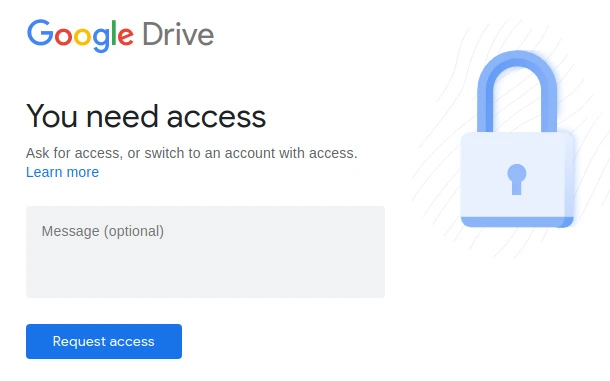 Google Drive
You need access
Ask for access, or switch to an account with access.
Learn more
Message (optional)
Request access